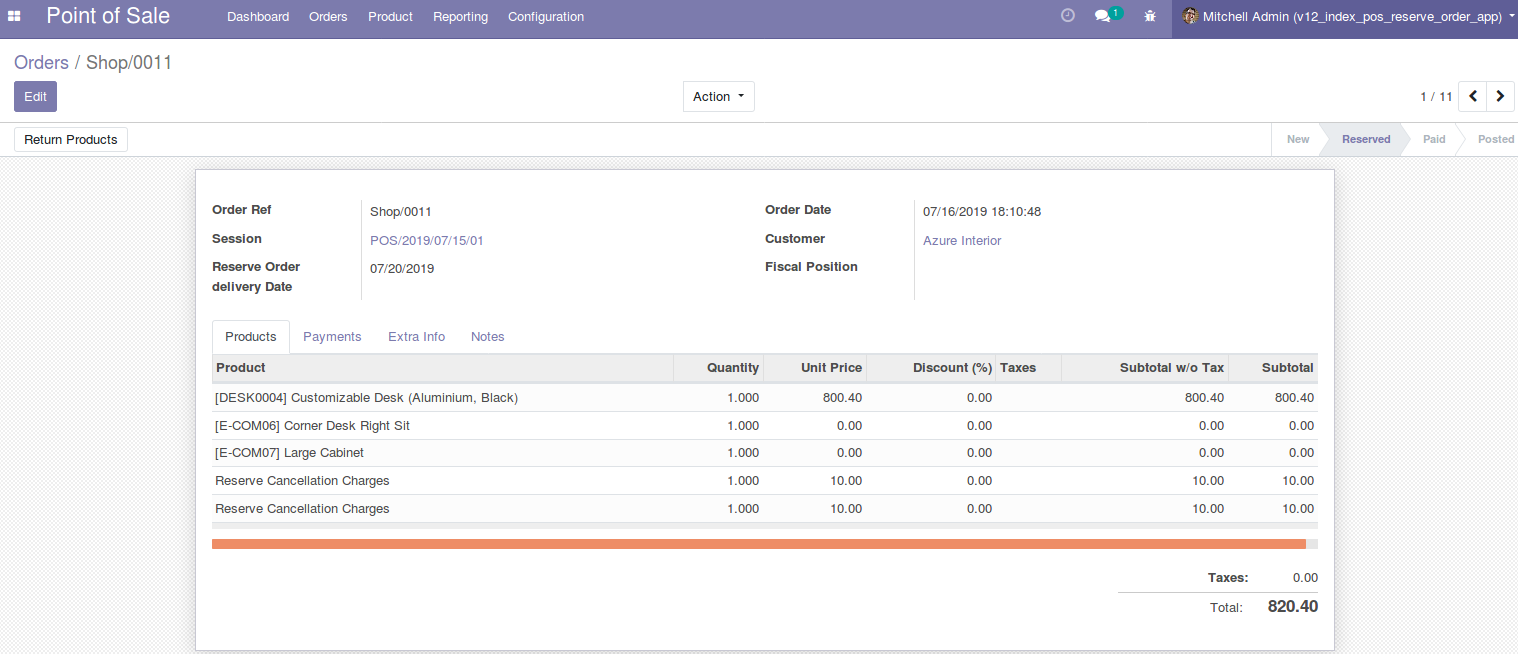 Point of Sale Dashboard Orders Product Reporting Configuration 1 Mitchell Admin (v12_index_pos_reserve_order_app)
Orders / Shop/0011
Edit Action 1 / 11
Return Products New Reserved Paid Posted
Order Ref Shop/0011 Order Date 07/16/2019 18:10:48
Session POS/2019/07/15/01 Customer Azure Interior
Reserve Order 07/20/2019 Fiscal Position
delivery Date
Products Payments Extra Info Notes
Product Quantity Unit Price Discount (%) Taxes Subtotal w/o Tax Subtotal
[DESK0004] Customizable Desk (Aluminium, Black) 1.000 800.40 0.00 800.40 800.40
[E-COM06] Corner Desk Right Sit 1.000 0.00 0.00 0.00 0.00
[E-COM07] Large Cabinet 1.000 0.00 0.00 0.00 0.00
Reserve Cancellation Charges 1.000 10.00 0.00 10.00 10.00
Reserve Cancellation Charges 1.000 10.00 0.00 10.00 10.00
Taxes: 0.00
Total: 820.40